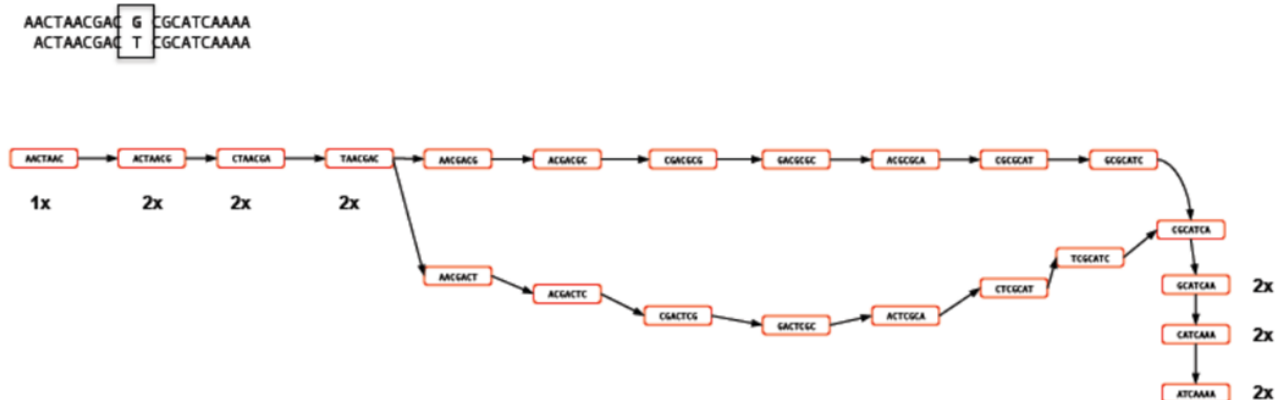 AACTAACGAC G CGCATCAAAA
ACTAACGAC T CGCATCAAAA
AACTAAC ACTAACG CTAACGA TAACGAC AACGACG ACGACGC CGACGCG GACGCGC ACGCGCA CGCGCAT GCGCATC
1x 2x 2x 2x
CGCATCA
TCGCATC
AACGACT
GCATCAA 2x
ACGACTC
CTCGCAT
CGACTCG
ACTCGCA
GACTCGC
CATCAAA 2x
ATCAAAA 2x